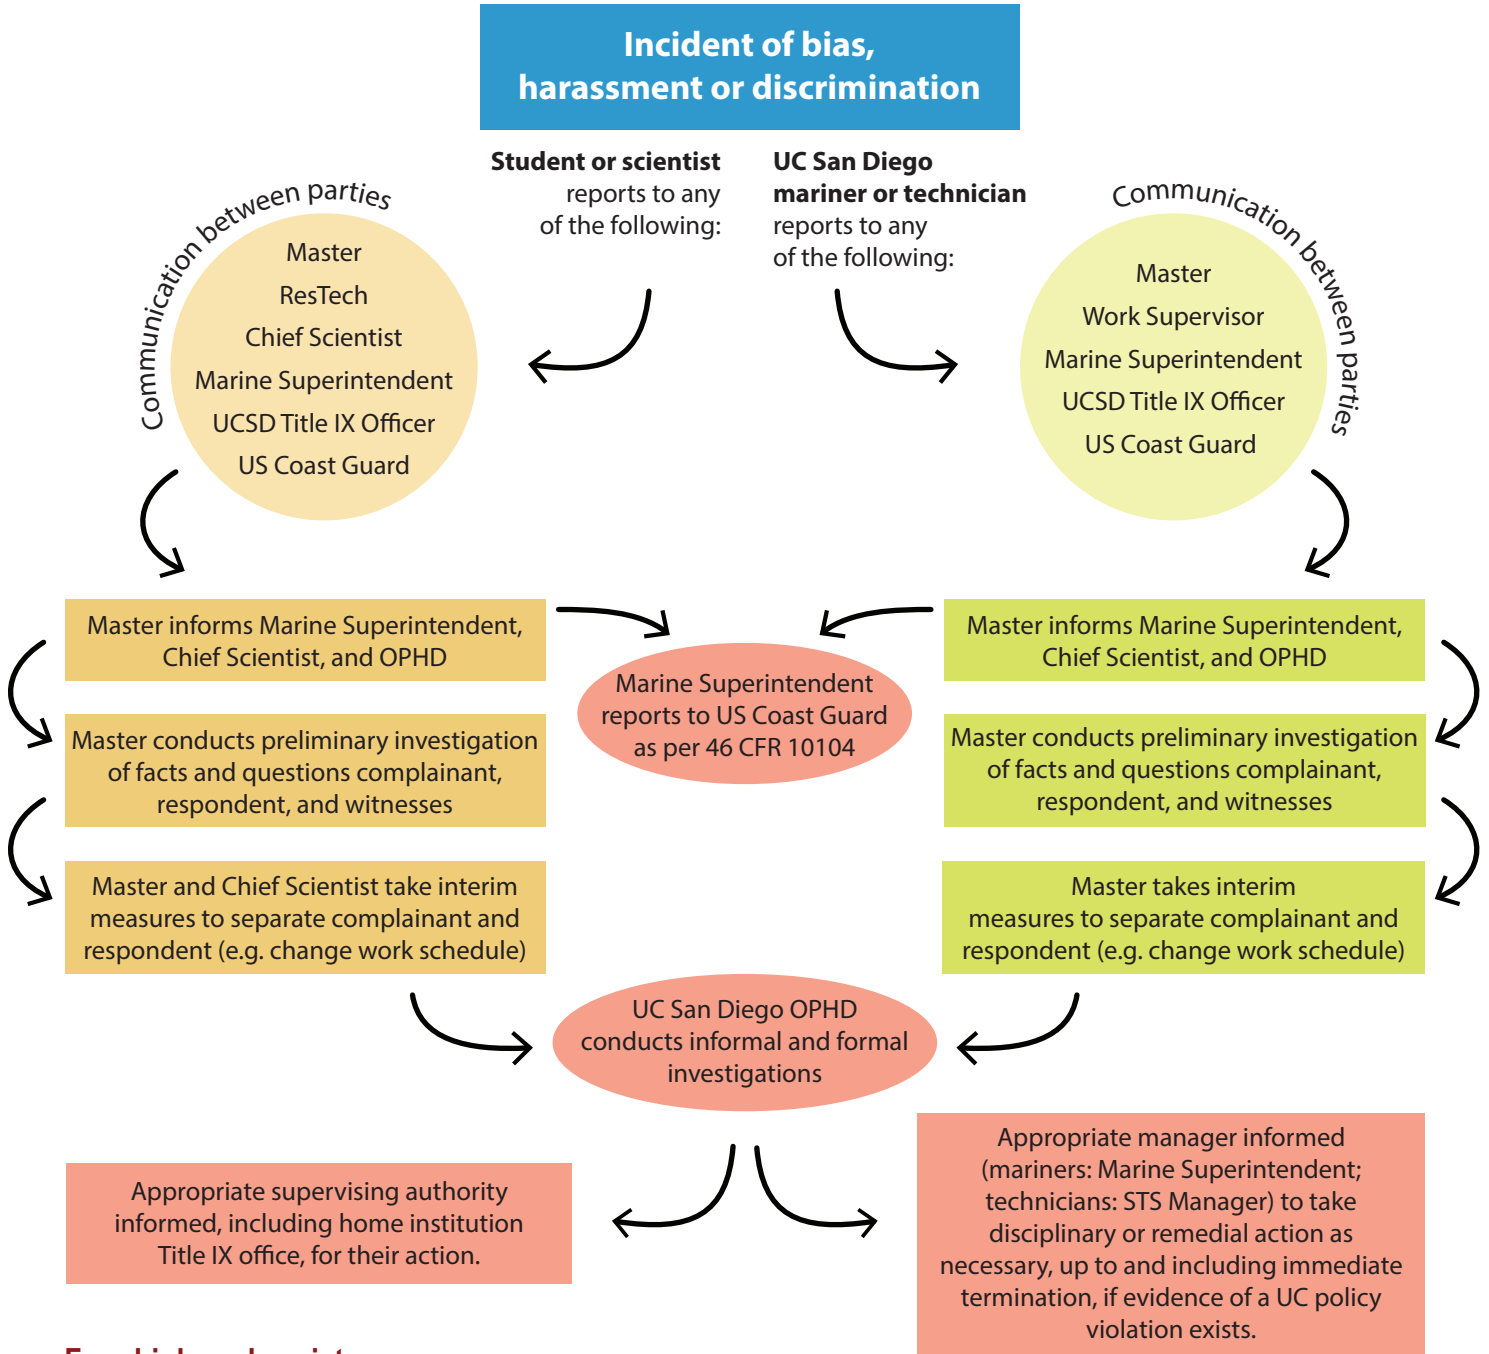 Incident of bias,
harassment or discrimination
Student or scientist
reports to any
of the following:
UC San Diego
mariner or technician
reports to any
of the following:
Communication between parties
Master
ResTech
Chief Scientist
Marine Superintendent
UCSD Title IX Officer
US Coast Guard
Communication between parties
Master
Work Supervisor
Marine Superintendent
UCSD Title IX Officer
US Coast Guard
Master informs Marine Superintendent,
Chief Scientist, and OPHD
Master informs Marine Superintendent,
Chief Scientist, and OPHD
Marine Superintendent
reports to US Coast Guard
as per 46 CFR 10104
Master conducts preliminary investigation
of facts and questions complainant,
respondent, and witnesses
Master conducts preliminary investigation
of facts and questions complainant,
respondent, and witnesses
Master and Chief Scientist take interim
measures to separate complainant and
respondent (e.g. change work schedule)
Master takes interim
measures to separate complainant and
respondent (e.g. change work schedule)
UC San Diego OPHD
conducts informal and formal
investigations
Appropriate supervising authority
informed, including home institution
Title IX office, for their action.
Appropriate manager informed
(mariners: Marine Superintendent;
technicians: STS Manager) to take
disciplinary or remedial action as
necessary, up to and including immediate
termination, if evidence of a UC policy
violation exists.